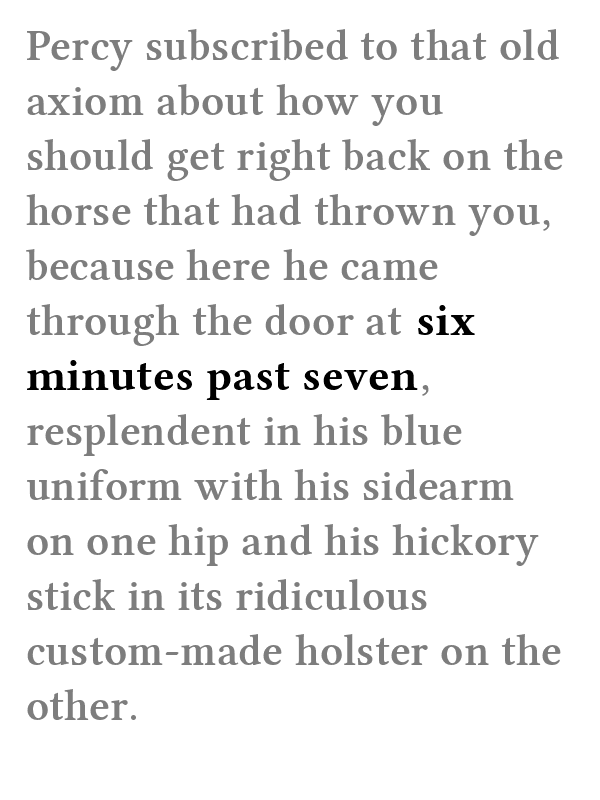 Percy subscribed to that old
axiom about how you
should get right back on the
horse that had thrown you,
because here he came
through the door at six
minutes past seven,
resplendent in his blue
uniform with his sidearm
on one hip and his hickory
stick in its ridiculous
custom-made holster on the
other.